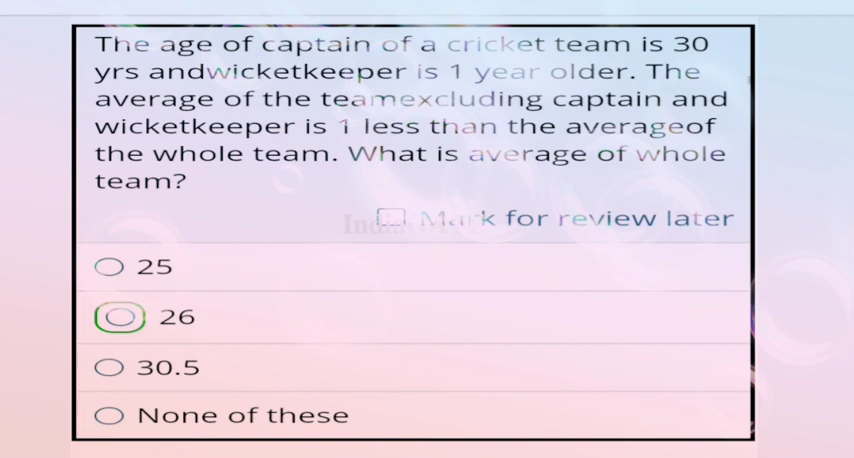 The age of captain of a cricket team is 30
yrs andwicketkeeper is 1 year older. The
average of the teamexcluding captain and
wicketkeeper is 1 less than the averageof
the whole team. What is average of whole
team?
Mark for review later
25
26
30.5
None of these